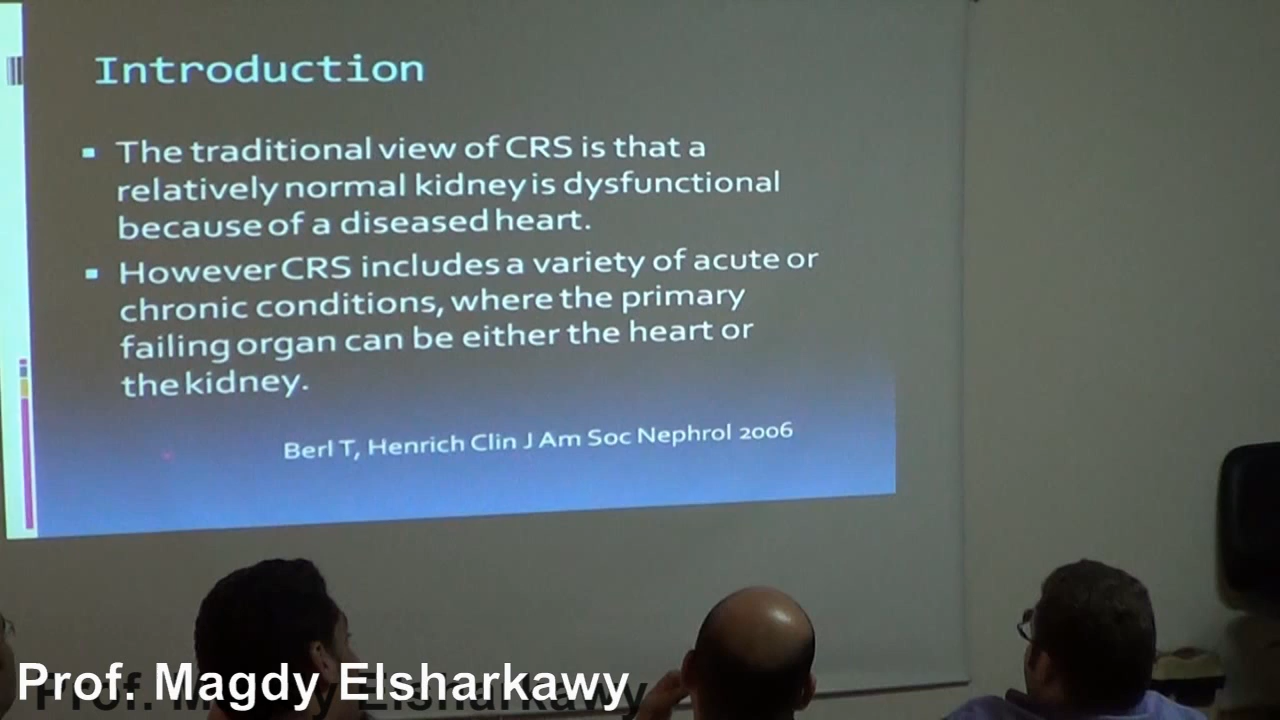 Introduction
The traditional view of CRS is that a
relatively normal kidney is dysfunctional
because of a diseased heart.
However CRS includes a variety of acute or
chronic conditions, where the primary
failing organ can be either the heart or
the kidney.
Berl T, Henrich Clin J Am Soc Nephrol 2006
Prof. Magdy Elsharkawy